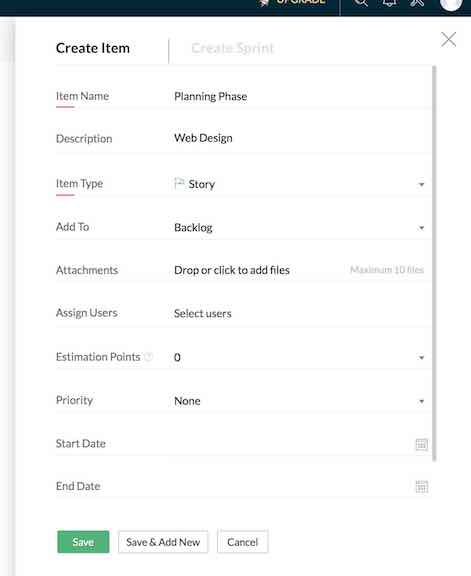 UPGRADE
Create Item Create Sprint
Item Name Planning Phase
Description Web Design
Item Type Story
Add To Backlog
Attachments Drop or click to add files Maximum 10 files
Assign Users Select users
Estimation Points ? 0
Priority None
Start Date
End Date
Save Save & Add New Cancel